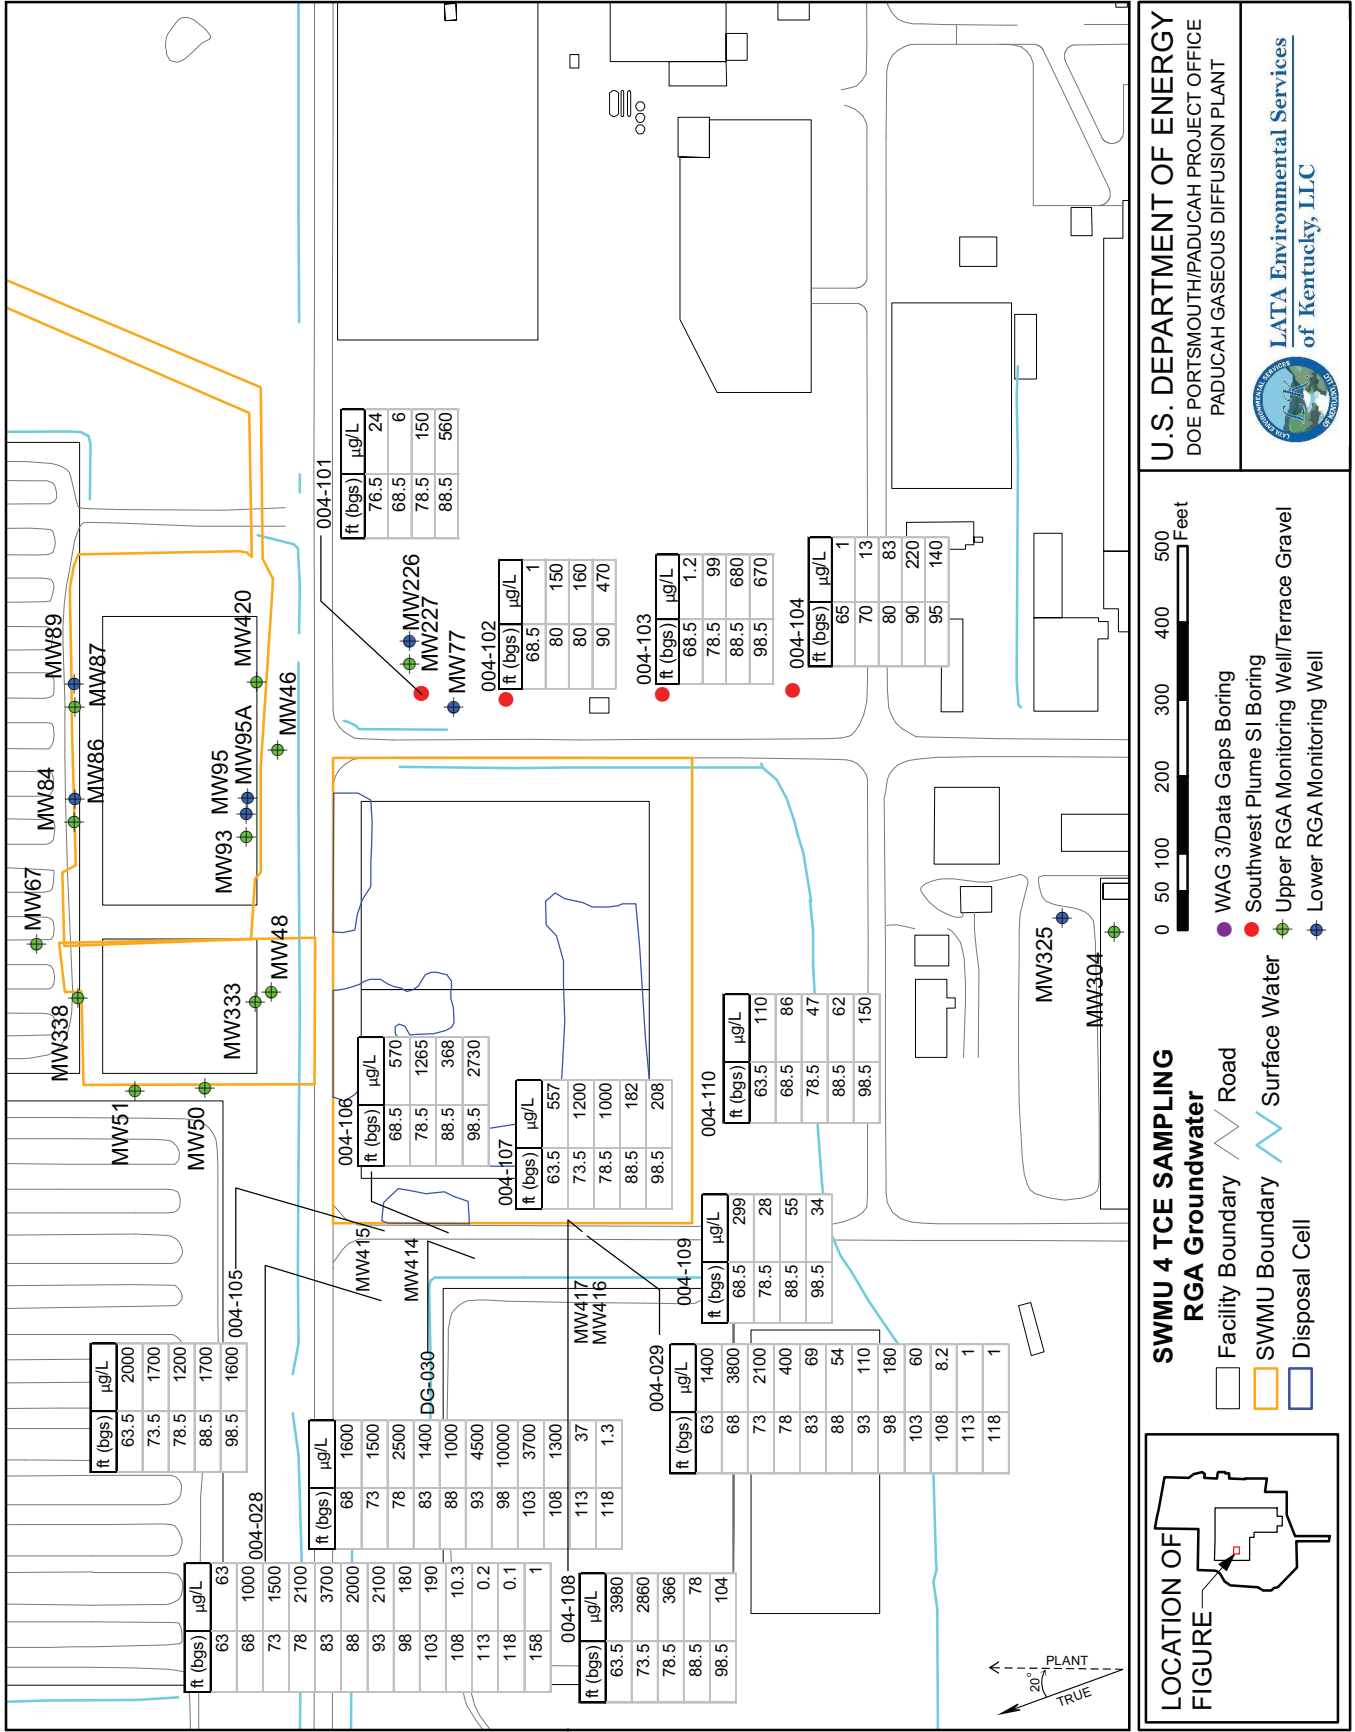 MW89
MW87
MW84
MW86
MW67
MW338
MW51
MW50
MW420
MW46
MW95A
MW95
MW93
MW48
MW333
MW226
MW227
MW77
004-101
ft (bgs) µg/L
76.5 24
68.5 6
78.5 150
88.5 560
004-102
ft (bgs) µg/L
68.5 1
80 150
80 160
90 470
004-103
ft (bgs) µg/L
68.5 1.2
78.5 99
88.5 680
98.5 670
004-104
ft (bgs) µg/L
65 1
70 13
80 83
90 220
95 140
004-106
ft (bgs) µg/L
68.5 570
78.5 1265
88.5 368
98.5 2730
004-107
ft (bgs) µg/L
63.5 557
73.5 1200
78.5 1000
88.5 182
98.5 208
004-110
ft (bgs) µg/L
63.5 110
68.5 86
78.5 47
88.5 62
98.5 150
MW325
MW304
004-105
ft (bgs) µg/L
63.5 2000
73.5 1700
78.5 1200
88.5 1700
98.5 1600
MW415
MW414
MW417
MW416
004-109
ft (bgs) µg/L
68.5 299
78.5 28
88.5 55
98.5 34
004-028
ft (bgs) µg/L
63 63
68 1000
73 1500
78 2100
83 3700
88 2000
93 2100
98 180
103 190
108 10.3
113 0.2
118 0.1
158 1
DG-030
ft (bgs) µg/L
68 1600
73 1500
78 2500
83 1400
88 1000
93 4500
98 10000
103 3700
108 1300
113 37
118 1.3
004-029
ft (bgs) µg/L
63 1400
68 3800
73 2100
78 400
83 69
88 54
93 110
98 180
103 60
108 8.2
113 1
118 1
004-108
ft (bgs) µg/L
63.5 3980
73.5 2860
78.5 366
88.5 78
98.5 104
20°
PLANT
TRUE
LOCATION OF
FIGURE
SWMU 4 TCE SAMPLING
RGA Groundwater
Facility Boundary
Road
SWMU Boundary
Surface Water
Disposal Cell
0 50 100 200 300 400 500
Feet
WAG 3/Data Gaps Boring
Southwest Plume SI Boring
Upper RGA Monitoring Well/Terrace Gravel
Lower RGA Monitoring Well
U.S. DEPARTMENT OF ENERGY
DOE PORTSMOUTH/PADUCAH PROJECT OFFICE
PADUCAH GASEOUS DIFFUSION PLANT
LATA ENVIRONMENTAL SERVICES
OF KENTUCKY, LLC
LATA Environmental Services
of Kentucky, LLC